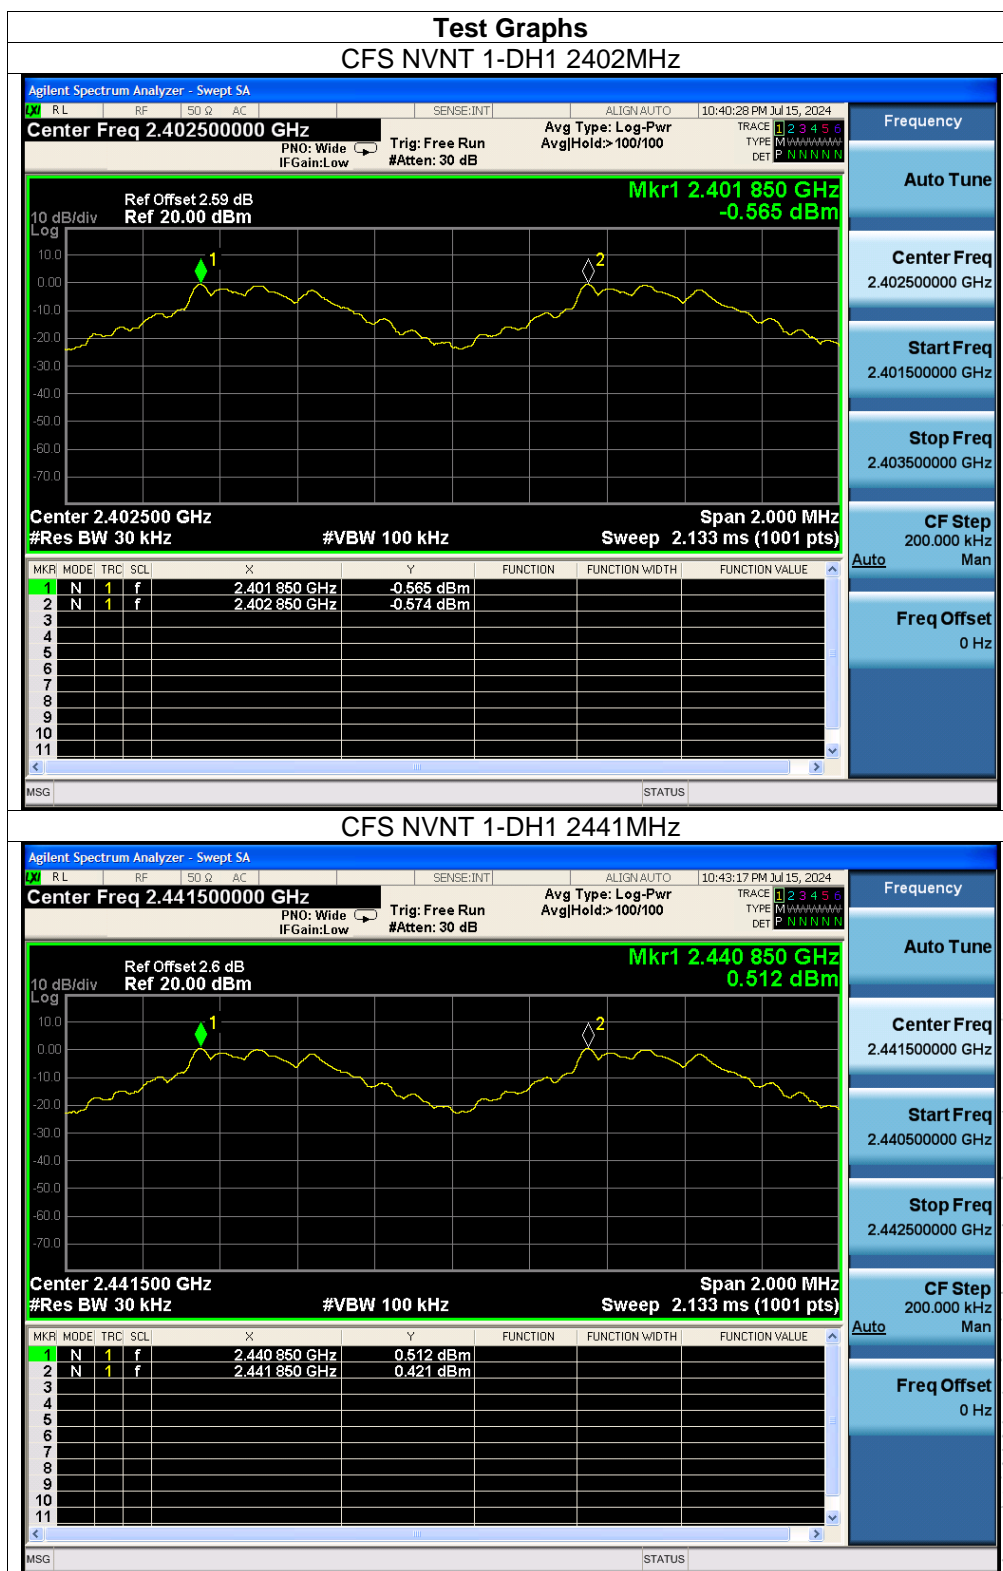 Test Graphs
CFS NVNT 1-DH1 2402MHz
Agilent Spectrum Analyzer - Swept SA
LXI RL RF 50 Ω AC SENSE:INT ALIGN AUTO 10:40:28 PM Jul 15, 2024
Center Freq 2.402500000 GHz Avg Type: Log-Pwr TRACE 1 2 3 4 5 6
PNO: Wide Trig: Free Run Avg|Hold:> 100/100 TYPE M WWWWW
IFGain:Low #Atten: 30 dB DET P N N N N N
Frequency
Auto Tune
Center Freq
2.402500000 GHz
Start Freq
2.401500000 GHz
Stop Freq
2.403500000 GHz
CF Step
200.000 kHz
Auto Man
Freq Offset
0 Hz
Mkr1 2.401 850 GHz
-0.565 dBm
Ref Offset 2.59 dB
10 dB/div Ref 20.00 dBm
Log
10.0
0.00
-10.0
-20.0
-30.0
-40.0
-50.0
-60.0
-70.0
1
2
Center 2.402500 GHz Span 2.000 MHz
#Res BW 30 kHz #VBW 100 kHz Sweep 2.133 ms (1001 pts)
MKR MODE TRC SCL X Y FUNCTION FUNCTION WIDTH FUNCTION VALUE
1 N 1 f 2.401 850 GHz -0.565 dBm
2 N 1 f 2.402 850 GHz -0.574 dBm
3
4
5
6
7
8
9
10
11
MSG STATUS
CFS NVNT 1-DH1 2441MHz
Agilent Spectrum Analyzer - Swept SA
LXI RL RF 50 Ω AC SENSE:INT ALIGN AUTO 10:43:17 PM Jul 15, 2024
Center Freq 2.441500000 GHz Avg Type: Log-Pwr TRACE 1 2 3 4 5 6
PNO: Wide Trig: Free Run Avg|Hold:> 100/100 TYPE M WWWWW
IFGain:Low #Atten: 30 dB DET P N N N N N
Frequency
Auto Tune
Center Freq
2.441500000 GHz
Start Freq
2.440500000 GHz
Stop Freq
2.442500000 GHz
CF Step
200.000 kHz
Auto Man
Freq Offset
0 Hz
Mkr1 2.440 850 GHz
0.512 dBm
Ref Offset 2.6 dB
10 dB/div Ref 20.00 dBm
Log
10.0
0.00
-10.0
-20.0
-30.0
-40.0
-50.0
-60.0
-70.0
1
2
Center 2.441500 GHz Span 2.000 MHz
#Res BW 30 kHz #VBW 100 kHz Sweep 2.133 ms (1001 pts)
MKR MODE TRC SCL X Y FUNCTION FUNCTION WIDTH FUNCTION VALUE
1 N 1 f 2.440 850 GHz 0.512 dBm
2 N 1 f 2.441 850 GHz 0.421 dBm
3
4
5
6
7
8
9
10
11
MSG STATUS